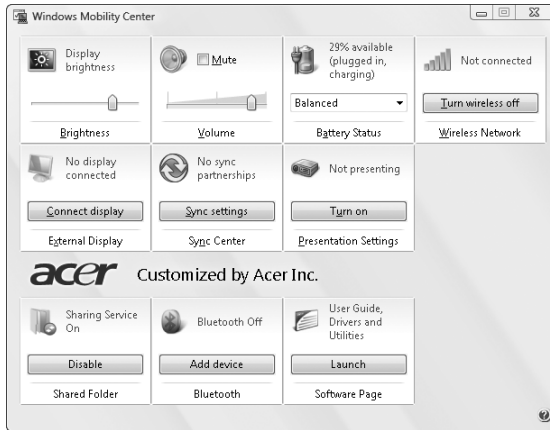 Windows Mobility Center
Display
brightness
Brightness
Mute
Volume
29% available
(plugged in,
charging)
Balanced
Battery Status
Not connected
Turn wireless off
Wireless Network
No display
connected
Connect display
External Display
No sync
partnerships
Sync settings
Sync Center
Not presenting
Turn on
Presentation Settings
acer Customized by Acer Inc.
Sharing Service
On
Disable
Shared Folder
Bluetooth Off
Add device
Bluetooth
User Guide,
Drivers and
Utilities
Launch
Software Page
?